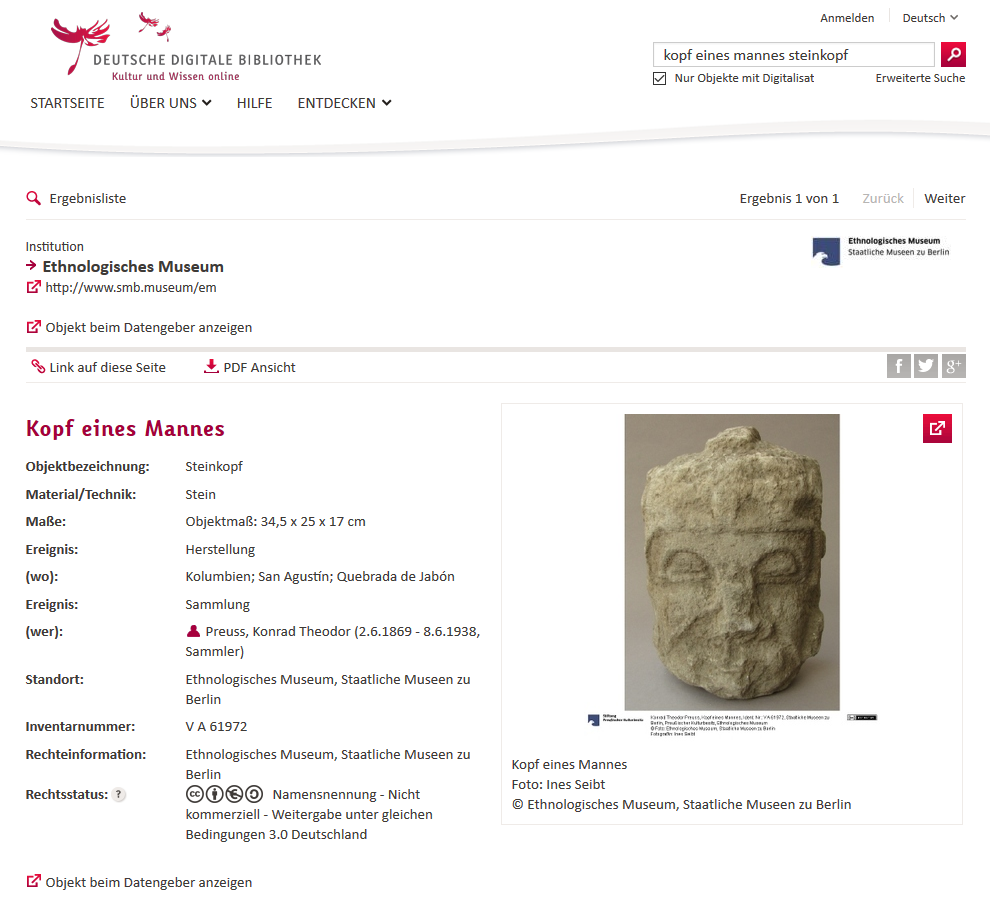 Anmelden
Deutsch
DEUTSCHE DIGITALE BIBLIOTHEK
Kultur und Wissen online
kopf eines mannes steinkopf
Nur Objekte mit Digitalisat
Erweiterte Suche
STARTSEITE ÜBER UNS HILFE ENTDECKEN
Ergebnisliste
Ergebnis 1 von 1 Zurück Weiter
Institution
Ethnologisches Museum
http://www.smb.museum/em
Ethnologisches Museum
Staatliche Museen zu Berlin
Objekt beim Datengeber anzeigen
Link auf diese Seite PDF Ansicht
f g+
Kopf eines Mannes
Objektbezeichnung: Steinkopf
Material/Technik: Stein
Maße: Objektmaß: 34,5 x 25 x 17 cm
Ereignis: Herstellung
(wo): Kolumbien; San Agustín; Quebrada de Jabón
Ereignis: Sammlung
(wer): Preuss, Konrad Theodor (2.6.1869 - 8.6.1938,
Sammler)
Standort: Ethnologisches Museum, Staatliche Museen zu
Berlin
Inventarnummer: V A 61972
Rechteinformation: Ethnologisches Museum, Staatliche Museen zu
Berlin
Rechtsstatus: ? cc Namensnennung - Nicht
kommerziell - Weitergabe unter gleichen
Bedingungen 3.0 Deutschland
Objekt beim Datengeber anzeigen
Stiftung
Preußischer Kulturbesitz
Konrad Theodor Preuss, Kopf eines Mannes, Ident. Nr. V A 61972, Staatliche Museen zu
Berlin, Preußischer Kulturbesitz, Ethnologisches Museum
© Foto: Ethnologisches Museum, Staatliche Museen zu Berlin
Fotografin: Ines Seibt
Kopf eines Mannes
Foto: Ines Seibt
© Ethnologisches Museum, Staatliche Museen zu Berlin